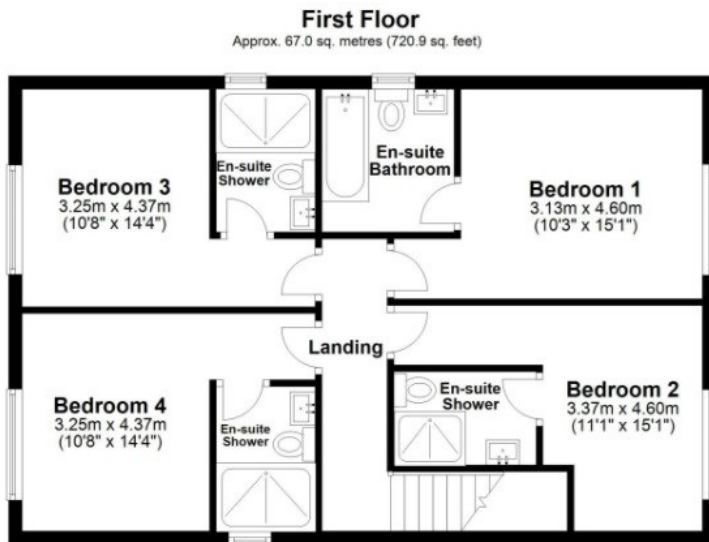 First Floor
Approx. 67.0 sq. metres (720.9 sq. feet)
En-suite
Shower
En-suite
Bathroom
Bedroom 3
3.25m x 4.37m
(10'8" x 14'4")
Bedroom 1
3.13m x 4.60m
(10'3" x 15'1")
Landing
Bedroom 4
3.25m x 4.37m
(10'8" x 14'4")
En-suite
Shower
En-suite
Shower
Bedroom 2
3.37m x 4.60m
(11'1" x 15'1")